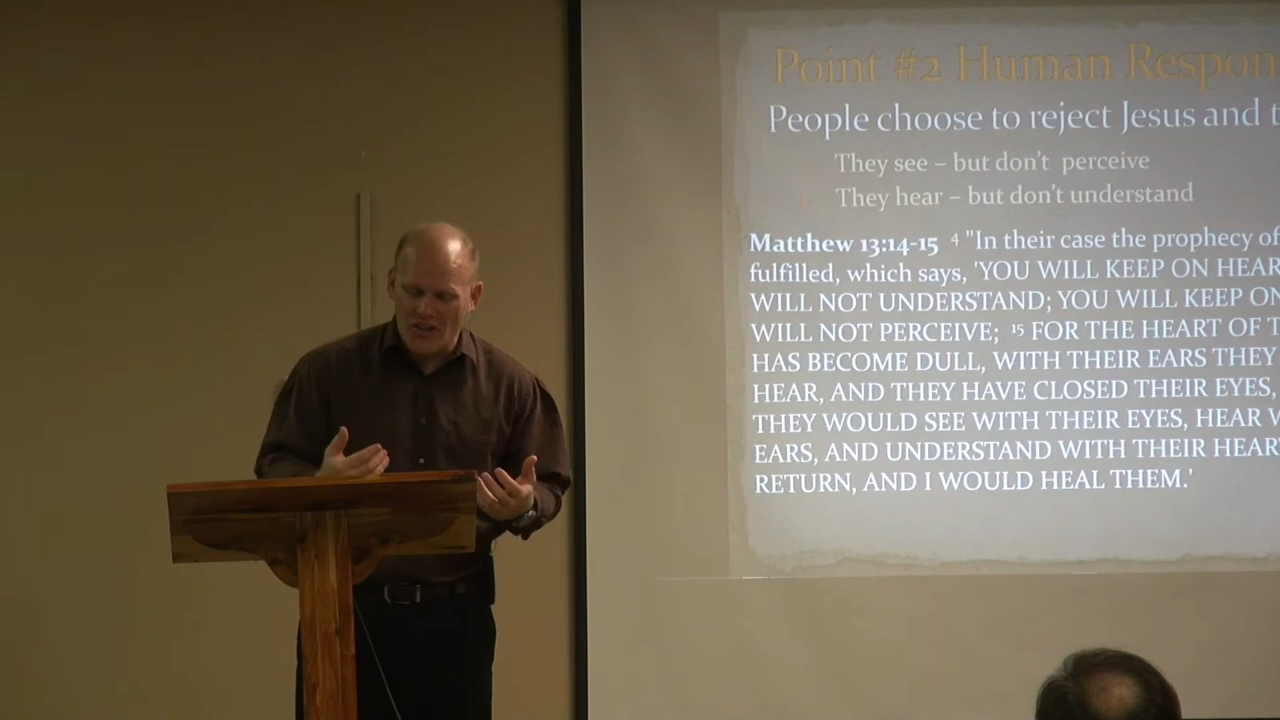 Point #2 Human Respon
People choose to reject Jesus and t
They see – but don't perceive
They hear – but don't understand
Matthew 13:14-15 4 "In their case the prophecy of
fulfilled, which says, 'YOU WILL KEEP ON HEAR
WILL NOT UNDERSTAND; YOU WILL KEEP ON
WILL NOT PERCEIVE; 15 FOR THE HEART OF T
HAS BECOME DULL, WITH THEIR EARS THEY
HEAR, AND THEY HAVE CLOSED THEIR EYES,
THEY WOULD SEE WITH THEIR EYES, HEAR W
EARS, AND UNDERSTAND WITH THEIR HEAR
RETURN, AND I WOULD HEAL THEM.'